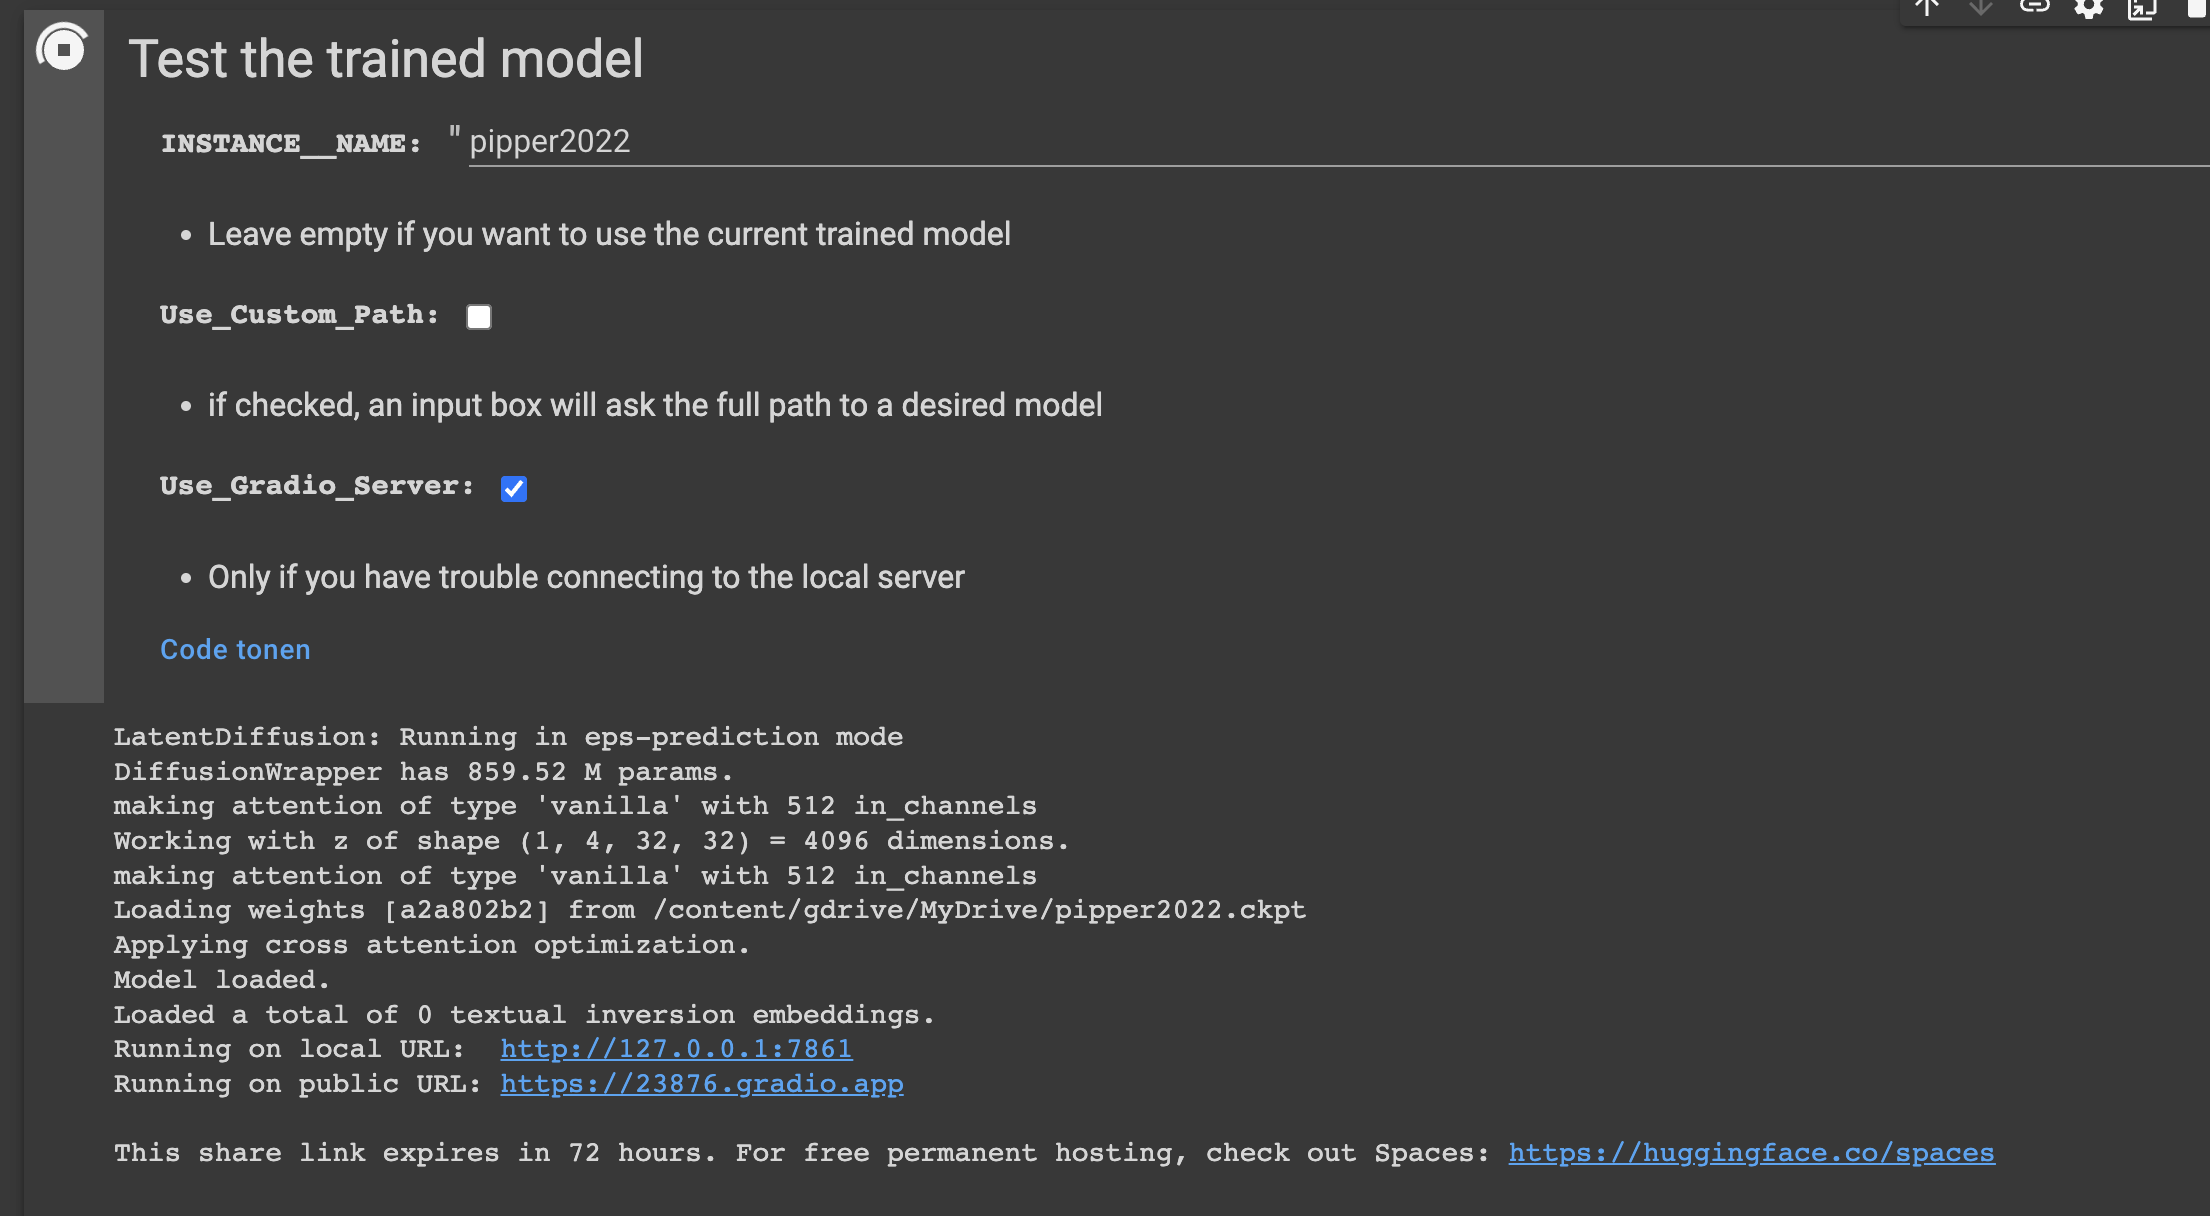 Test the trained model
INSTANCE__NAME: " pipper2022
• Leave empty if you want to use the current trained model
Use_Custom_Path:
• if checked, an input box will ask the full path to a desired model
Use_Gradio_Server:
• Only if you have trouble connecting to the local server
Code tonen
LatentDiffusion: Running in eps-prediction mode
DiffusionWrapper has 859.52 M params.
making attention of type 'vanilla' with 512 in_channels
Working with z of shape (1, 4, 32, 32) = 4096 dimensions.
making attention of type 'vanilla' with 512 in_channels
Loading weights [a2a802b2] from /content/gdrive/MyDrive/pipper2022.ckpt
Applying cross attention optimization.
Model loaded.
Loaded a total of 0 textual inversion embeddings.
Running on local URL:  http://127.0.0.1:7861
Running on public URL: https://23876.gradio.app
This share link expires in 72 hours. For free permanent hosting, check out Spaces: https://huggingface.co/spaces